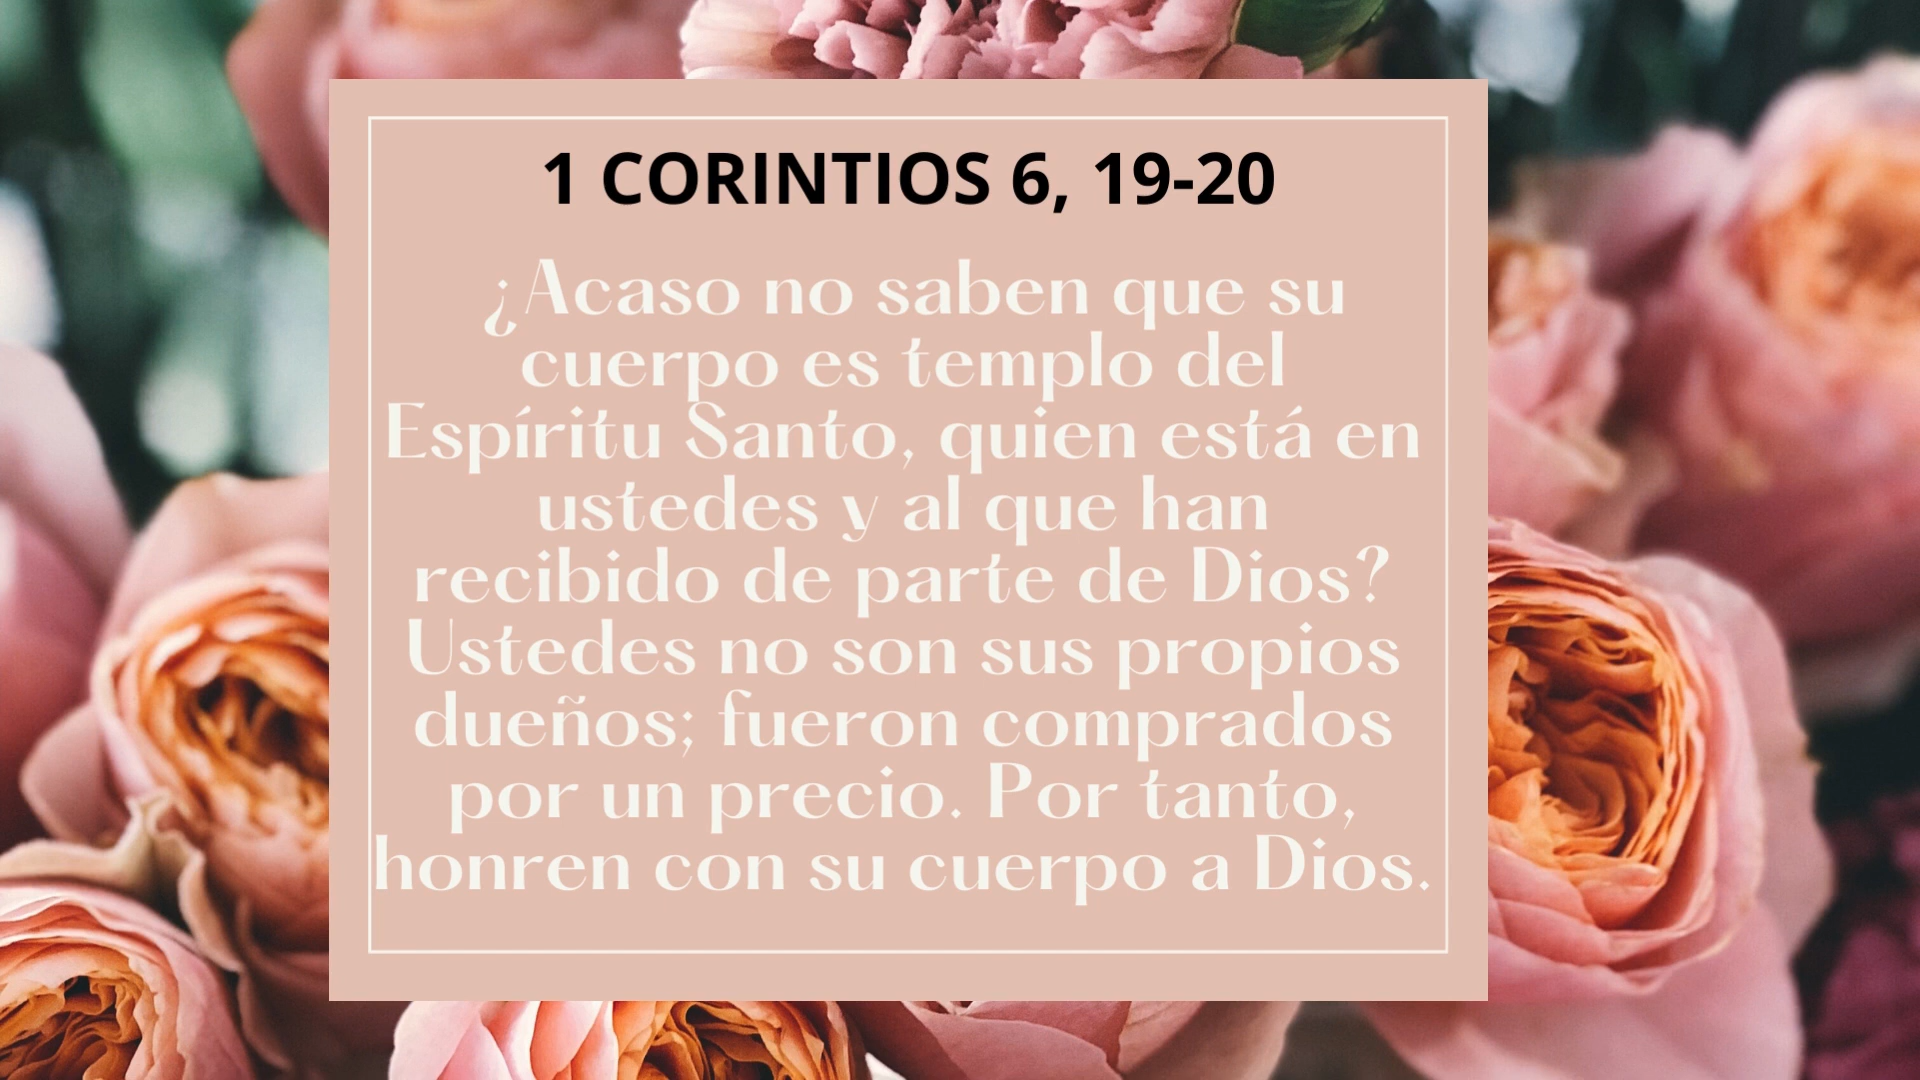 1 CORINTIOS 6, 19-20
¿Acaso no saben que su
cuerpo es templo del
Espíritu Santo, quien está en
ustedes y al que han
recibido de parte de Dios?
Ustedes no son sus propios
dueños; fueron comprados
por un precio. Por tanto,
honren con su cuerpo a Dios.